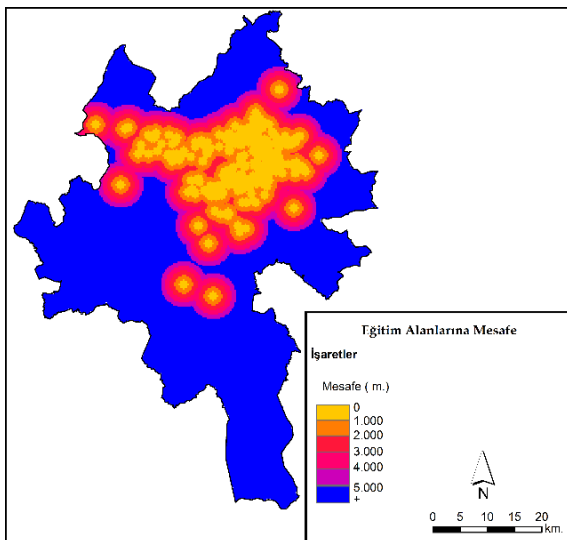 Eğitim Alanlarına Mesafe
İşaretler
Mesafe ( m.)
0
1.000
2.000
3.000
4.000
5.000
+
N
0 5 10 15 20
km.